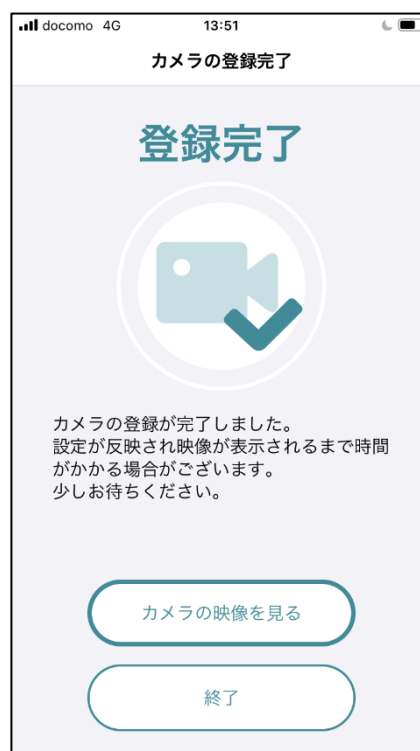 docomo 4G 13:51
カメラの登録完了
登録完了
カメラの登録が完了しました。
設定が反映され映像が表示されるまで時間
がかかる場合がございます。
少しお待ちください。
カメラの映像を見る
終了